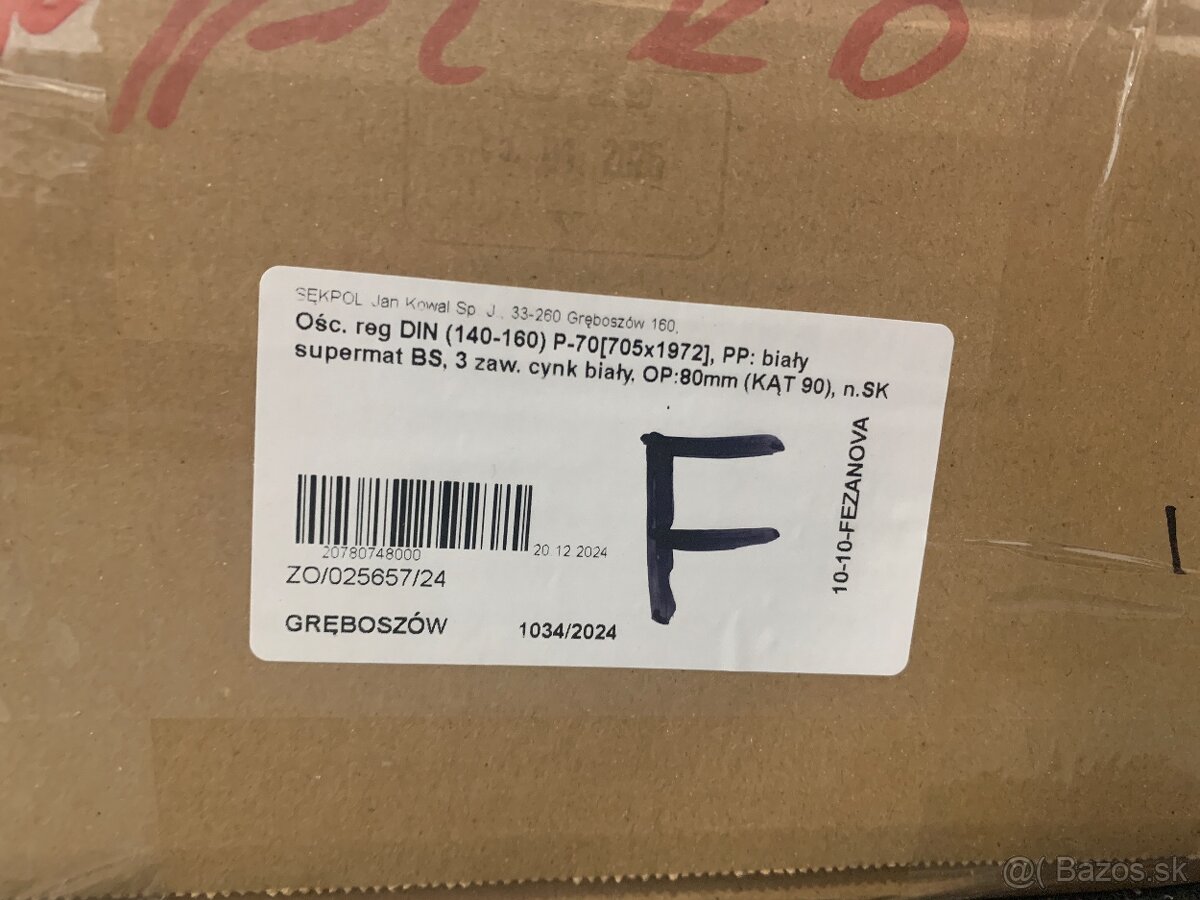 SĘKPOL Jan Kowal Sp. J., 33-260 Gręboszów 160,
Ośc. reg DIN (140-160) P-70[705x1972], PP: biały
supermat BS, 3 zaw. cynk biały, OP:80mm (KĄT 90), n.SK
10-10-FEZANOVA
F
20780748000
20 12 2024
ZO/025657/24
GRĘBOSZÓW 1034/2024
@( Bazos.sk